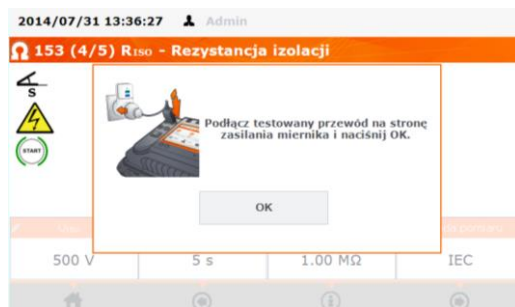 2014/07/31 13:36:27 Admin
153 (4/5) RISO - Rezystancja izolacji
S
START
Podłącz testowany przewód na stronę
zasilania miernika i naciśnij OK.
OK
500 V 5 s 1.00 MΩ IEC